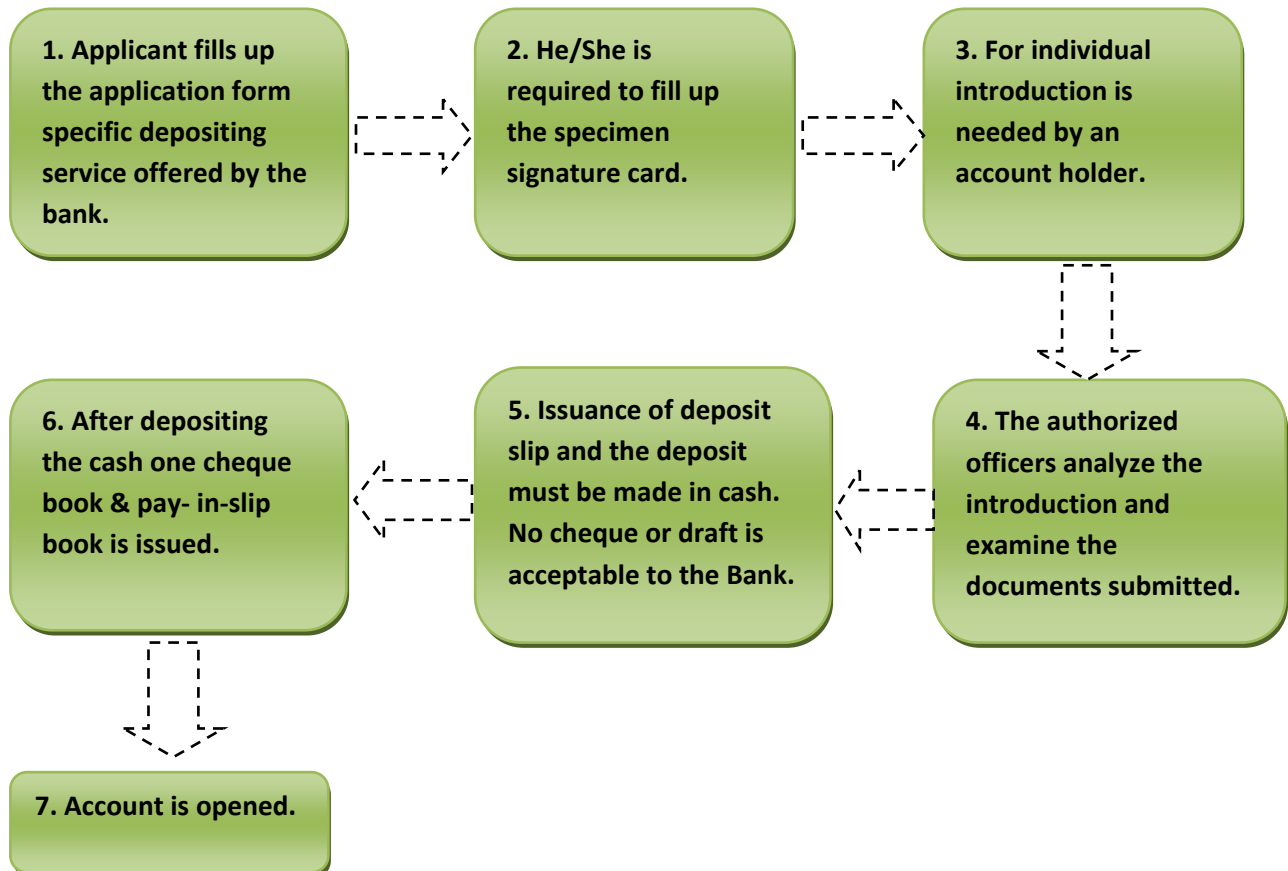 1. Applicant fills up
the application form
specific depositing
service offered by the
bank.
2. He/She is
required to fill up
the specimen
signature card.
3. For individual
introduction is
needed by an
account holder.
4. The authorized
officers analyze the
introduction and
examine the
documents submitted.
5. Issuance of deposit
slip and the deposit
must be made in cash.
No cheque or draft is
acceptable to the Bank.
6. After depositing
the cash one cheque
book & pay- in-slip
book is issued.
7. Account is opened.